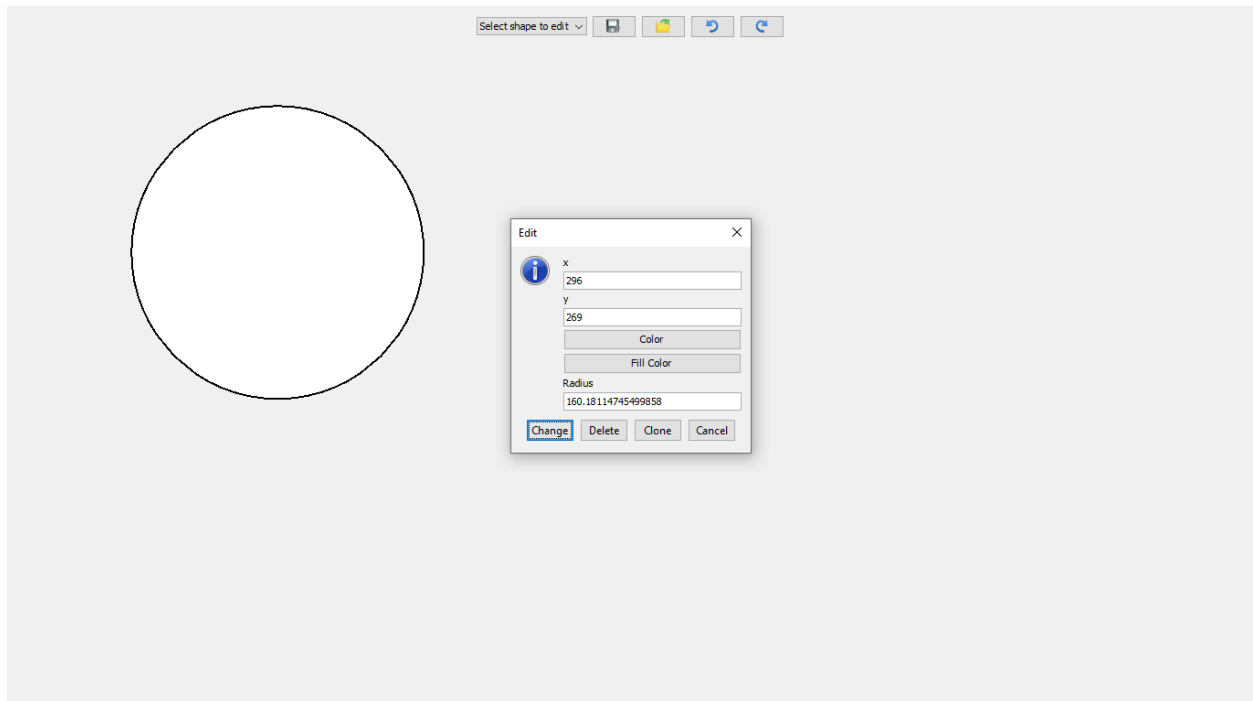 Select shape to edit
Edit
x
296
y
269
Color
Fill Color
Radius
160.18114745499858
Change Delete Clone Cancel